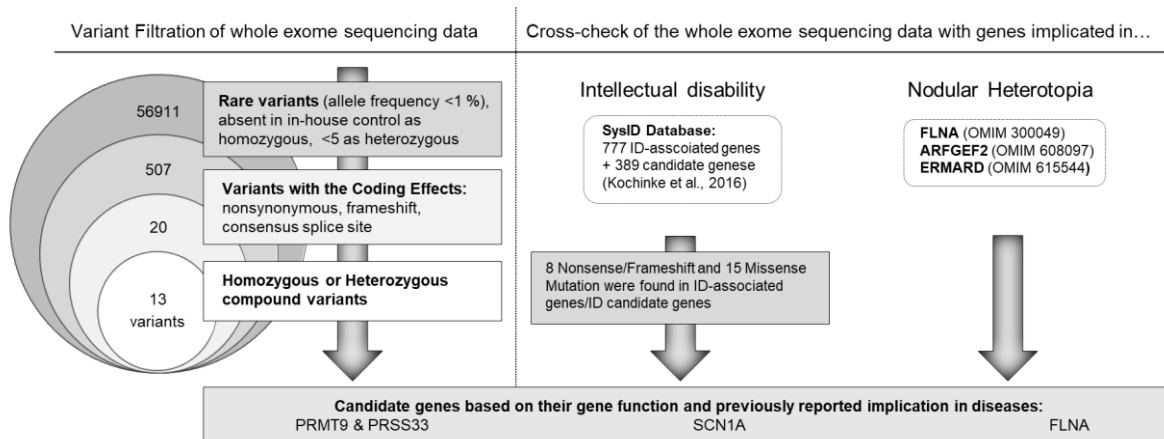 Variant Filtration of whole exome sequencing data
56911
507
20
13
variants
Rare variants (allele frequency <1 %),
absent in in-house control as
homozygous, <5 as heterozygous
Variants with the Coding Effects:
nonsynonymous, frameshift,
consensus splice site
Homozygous or Heterozygous
compound variants
Cross-check of the whole exome sequencing data with genes implicated in…
Intellectual disability
SysID Database:
777 ID-asscoiated genes
+ 389 candidate genese
(Kochinke et al., 2016)
8 Nonsense/Frameshift and 15 Missense
Mutation were found in ID-associated
genes/ID candidate genes
Nodular Heterotopia
FLNA (OMIM 300049)
ARFGEF2 (OMIM 608097)
ERMARD (OMIM 615544)
Candidate genes based on their gene function and previously reported implication in diseases:
PRMT9 & PRSS33 SCN1A FLNA